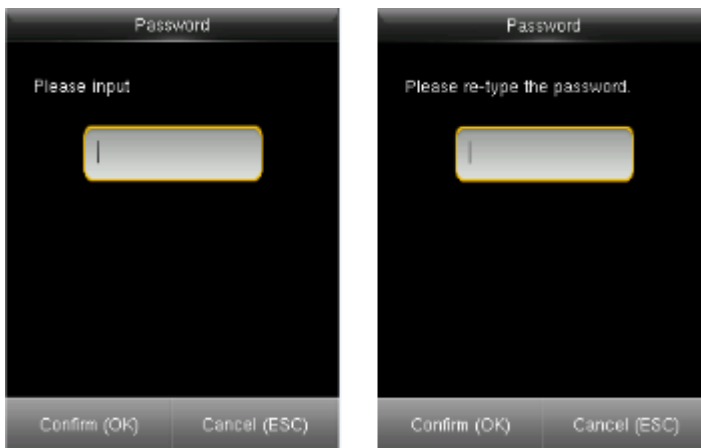 Password
Please input
Confirm (OK) Cancel (ESC)
Password
Please re-type the password.
Confirm (OK) Cancel (ESC)